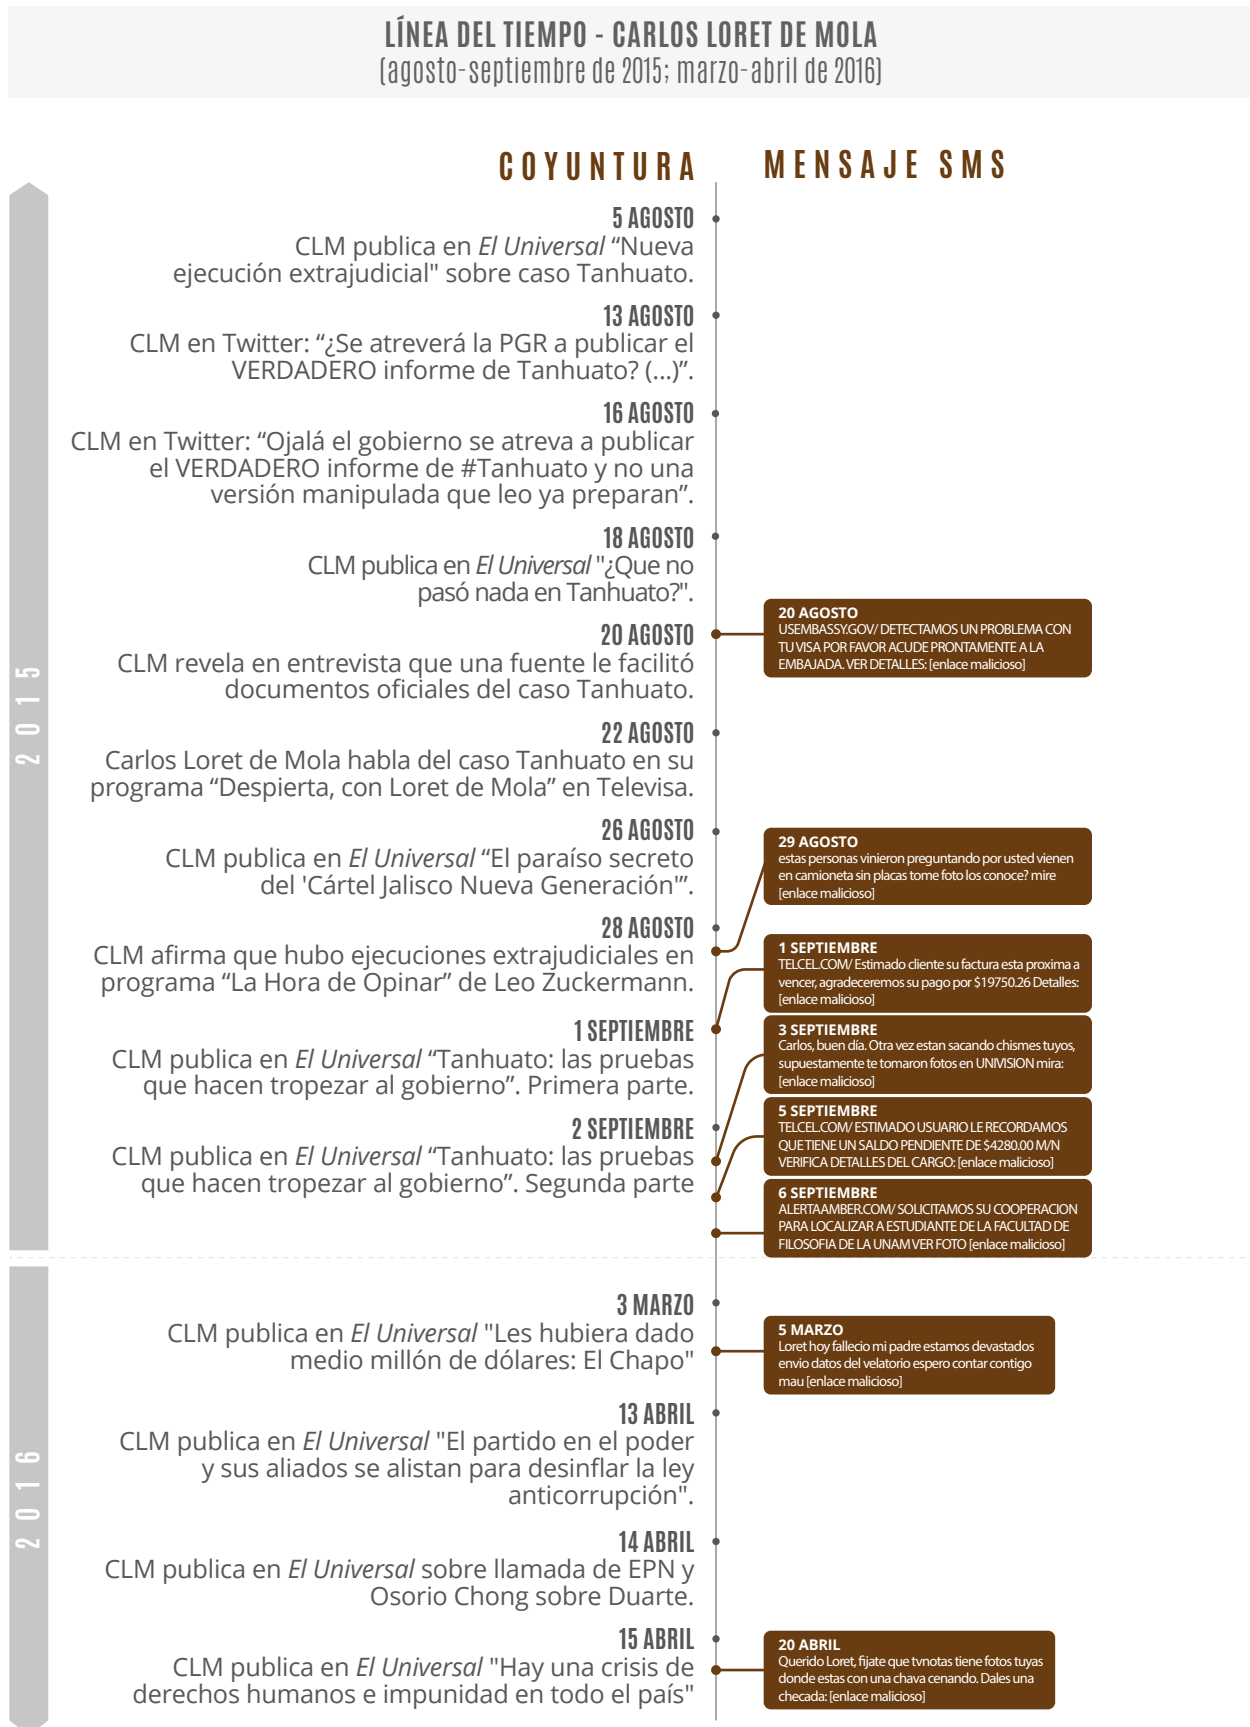 LÍNEA DEL TIEMPO - CARLOS LORET DE MOLA
(agosto-septiembre de 2015; marzo-abril de 2016)
COYUNTURA
MENSAJE SMS
2015
5 AGOSTO
CLM publica en El Universal “Nueva
ejecución extrajudicial" sobre caso Tanhuato.
13 AGOSTO
CLM en Twitter: “¿Se atreverá la PGR a publicar el
VERDADERO informe de Tanhuato? (...)”.
16 AGOSTO
CLM en Twitter: “Ojalá el gobierno se atreva a publicar
el VERDADERO informe de #Tanhuato y no una
versión manipulada que leo ya preparan”.
18 AGOSTO
CLM publica en El Universal "¿Que no
pasó nada en Tanhuato?".
20 AGOSTO
CLM revela en entrevista que una fuente le facilitó
documentos oficiales del caso Tanhuato.
20 AGOSTO
USEMBASSY.GOV/ DETECTAMOS UN PROBLEMA CON
TU VISA POR FAVOR ACUDE PRONTAMENTE A LA
EMBAJADA. VER DETALLES: [enlace malicioso]
22 AGOSTO
Carlos Loret de Mola habla del caso Tanhuato en su
programa “Despierta, con Loret de Mola” en Televisa.
26 AGOSTO
CLM publica en El Universal “El paraíso secreto
del 'Cártel Jalisco Nueva Generación'”.
28 AGOSTO
CLM afirma que hubo ejecuciones extrajudiciales en
programa “La Hora de Opinar” de Leo Zuckermann.
29 AGOSTO
estas personas vinieron preguntando por usted vienen
en camioneta sin placas tome foto los conoce? mire
[enlace malicioso]
1 SEPTIEMBRE
CLM publica en El Universal “Tanhuato: las pruebas
que hacen tropezar al gobierno”. Primera parte.
1 SEPTIEMBRE
TELCEL.COM/ Estimado cliente su factura esta proxima a
vencer, agradeceremos su pago por $19750.26 Detalles:
[enlace malicioso]
2 SEPTIEMBRE
CLM publica en El Universal “Tanhuato: las pruebas
que hacen tropezar al gobierno”. Segunda parte
3 SEPTIEMBRE
Carlos, buen día. Otra vez estan sacando chismes tuyos,
supuestamente te tomaron fotos en UNIVISION mira:
[enlace malicioso]
5 SEPTIEMBRE
TELCEL.COM/ ESTIMADO USUARIO LE RECORDAMOS
QUE TIENE UN SALDO PENDIENTE DE $4280.00 M/N
VERIFICA DETALLES DEL CARGO: [enlace malicioso]
6 SEPTIEMBRE
ALERTAAMBER.COM/ SOLICITAMOS SU COOPERACION
PARA LOCALIZAR A ESTUDIANTE DE LA FACULTAD DE
FILOSOFIA DE LA UNAM VER FOTO [enlace malicioso]
2016
3 MARZO
CLM publica en El Universal "Les hubiera dado
medio millón de dólares: El Chapo"
5 MARZO
Loret hoy fallecio mi padre estamos devastados
envio datos del velatorio espero contar contigo
mau [enlace malicioso]
13 ABRIL
CLM publica en El Universal "El partido en el poder
y sus aliados se alistan para desinflar la ley
anticorrupción".
14 ABRIL
CLM publica en El Universal sobre llamada de EPN y
Osorio Chong sobre Duarte.
15 ABRIL
CLM publica en El Universal "Hay una crisis de
derechos humanos e impunidad en todo el país"
20 ABRIL
Querido Loret, fijate que tvnotas tiene fotos tuyas
donde estas con una chava cenando. Dales una
checada: [enlace malicioso]